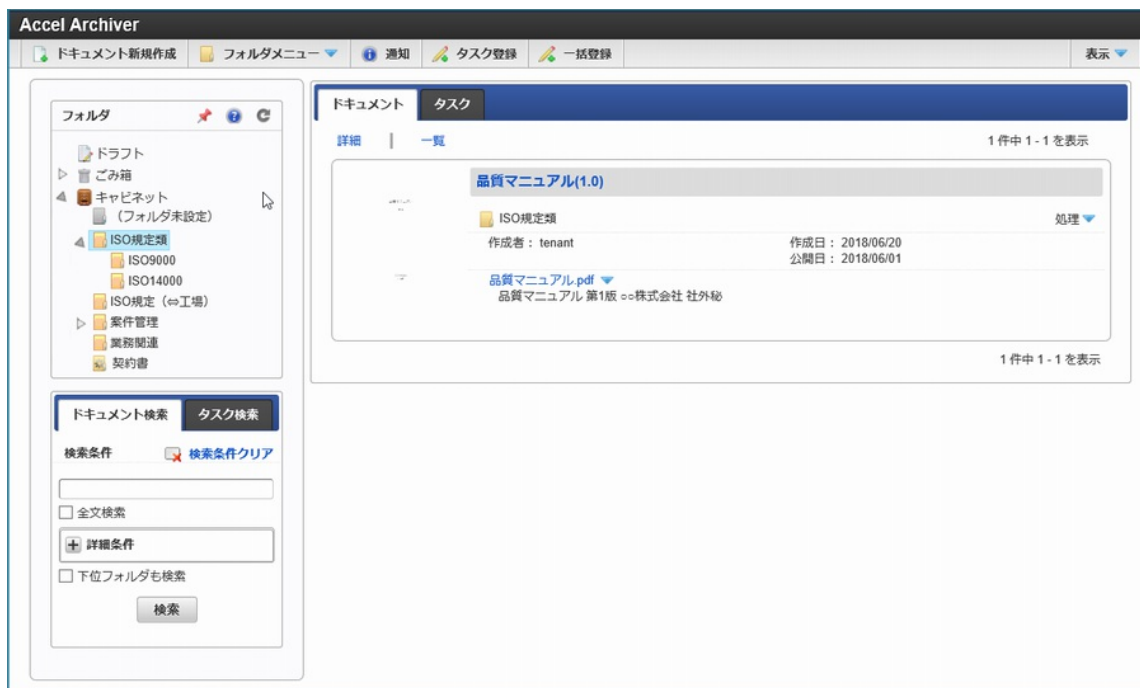 Accel Archiver
ドキュメント新規作成 フォルダメニュー 通知 タスク登録 一括登録 表示
フォルダ
ドラフト
ごみ箱
キャビネット
（フォルダ未設定）
ISO規定類
ISO9000
ISO14000
ISO規定（⇔工場）
案件管理
業務関連
契約書
ドキュメント検索 タスク検索
検索条件 検索条件クリア
全文検索
詳細条件
下位フォルダも検索
検索
ドキュメント タスク
詳細 | 一覧 1 件中 1 - 1 を表示
品質マニュアル(1.0)
ISO規定類 処理
作成者： tenant 作成日： 2018/06/20
公開日： 2018/06/01
品質マニュアル.pdf
品質マニュアル 第1版 ○○株式会社 社外秘
1 件中 1 - 1 を表示